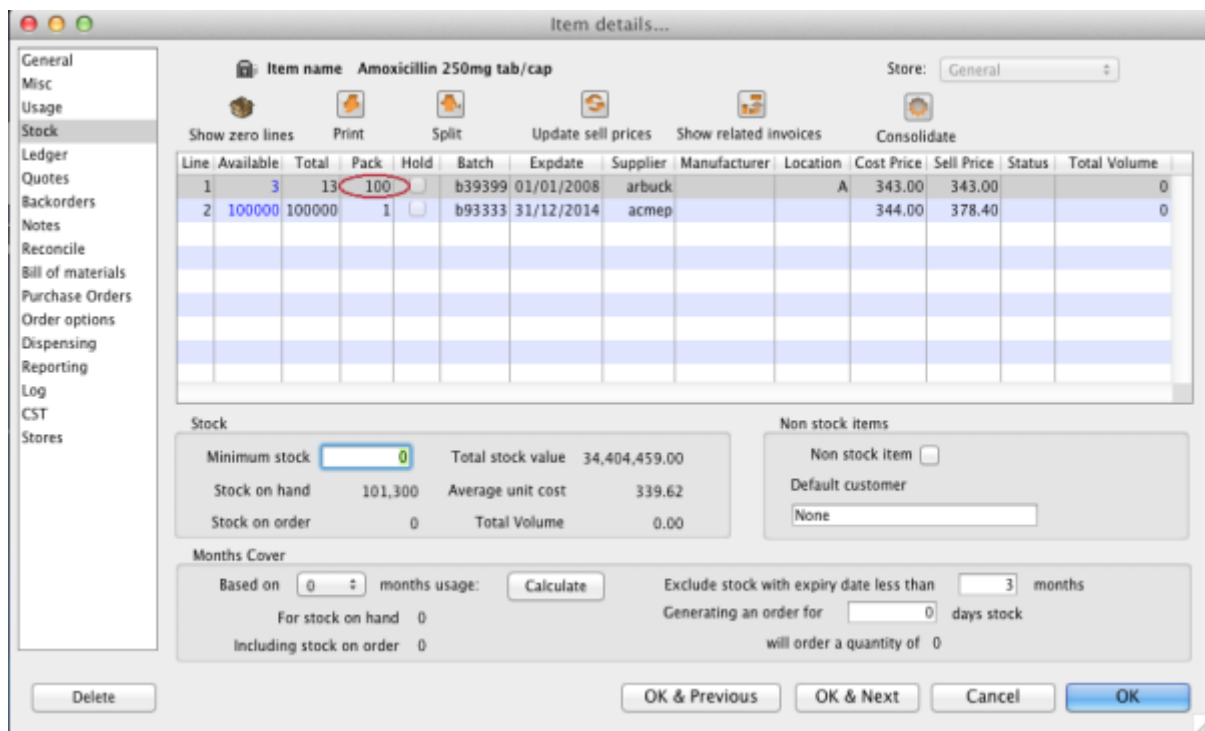 Item details...
General
Misc
Usage
Stock
Ledger
Quotes
Backorders
Notes
Reconcile
Bill of materials
Purchase Orders
Order options
Dispensing
Reporting
Log
CST
Stores
Item name Amoxicillin 250mg tab/cap
Store: General
Show zero lines Print Split Update sell prices Show related invoices Consolidate
Line Available Total Pack Hold Batch Expdate Supplier Manufacturer Location Cost Price Sell Price Status Total Volume
1 3 13 100 b39399 01/01/2008 arbuck A 343.00 343.00 0
2 100000 100000 1 b93333 31/12/2014 acmep 344.00 378.40 0
Stock
Minimum stock 0 Total stock value 34,404,459.00
Stock on hand 101,300 Average unit cost 339.62
Stock on order 0 Total Volume 0.00
Non stock items
Non stock item
Default customer
None
Months Cover
Based on 0 months usage: Calculate
For stock on hand 0
Including stock on order 0
Exclude stock with expiry date less than 3 months
Generating an order for 0 days stock
will order a quantity of 0
Delete OK & Previous OK & Next Cancel OK